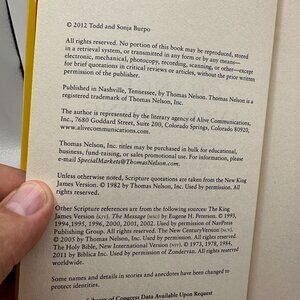 © 2012 Todd and Sonja Burpo
All rights reserved. No portion of this book may be reproduced, stored
in a retrieval system, or transmitted in any form or by any means—
electronic, mechanical, photocopy, recording, scanning, or other—except
for brief quotations in critical reviews or articles, without the prior written
permission of the publisher.
Published in Nashville, Tennessee, by Thomas Nelson. Thomas Nelson is a
registered trademark of Thomas Nelson, Inc.
The author is represented by the literary agency of Alive Communications,
Inc., 7680 Goddard Street, Suite 200, Colorado Springs, Colorado 80920,
www.alivecommunications.com.
Thomas Nelson, Inc. titles may be purchased in bulk for educational,
business, fund-raising, or sales promotional use. For information, please
e-mail SpecialMarkets@ThomasNelson.com.
Unless otherwise noted, Scripture quotations are taken from the New King
James Version. © 1982 by Thomas Nelson, Inc. Used by permission. All
rights reserved.
Other Scripture references are from the following sources: The King
James Version (KJV). The Message (MSG) by Eugene H. Peterson. © 1993,
1994,1995, 1996, 2000, 2001, 2002. Used by permission of NavPress
Publishing Group. All rights reserved. The New CenturyVersion (NCV).
© 2005 by Thomas Nelson, Inc. Used by permission. All rights reserved.
The Holy Bible, New International Version (NIV). © 1973, 1978, 1984,
2011 by Biblica Inc. Used by permission of Zondervan. All rights reserved
worldwide.
Some names and details in stories and anecdotes have been changed to
protect identities.
Library of Congress Data Available Upon Request